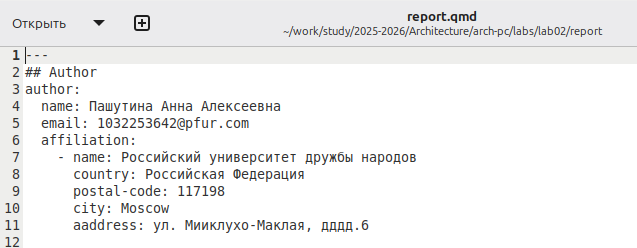 Открыть
report.qmd
~/work/study/2025-2026/Architecture/arch-pc/labs/lab02/report
1 ---
2 ## Author
3 author:
4   name: Пашутина Анна Алексеевна
5   email: 1032253642@pfur.com
6   affiliation:
7     - name: Российский университет дружбы народов
8       country: Российская Федерация
9       postal-code: 117198
10       city: Moscow
11       aaddress: ул. Мииклухо-Маклая, дддд.6
12